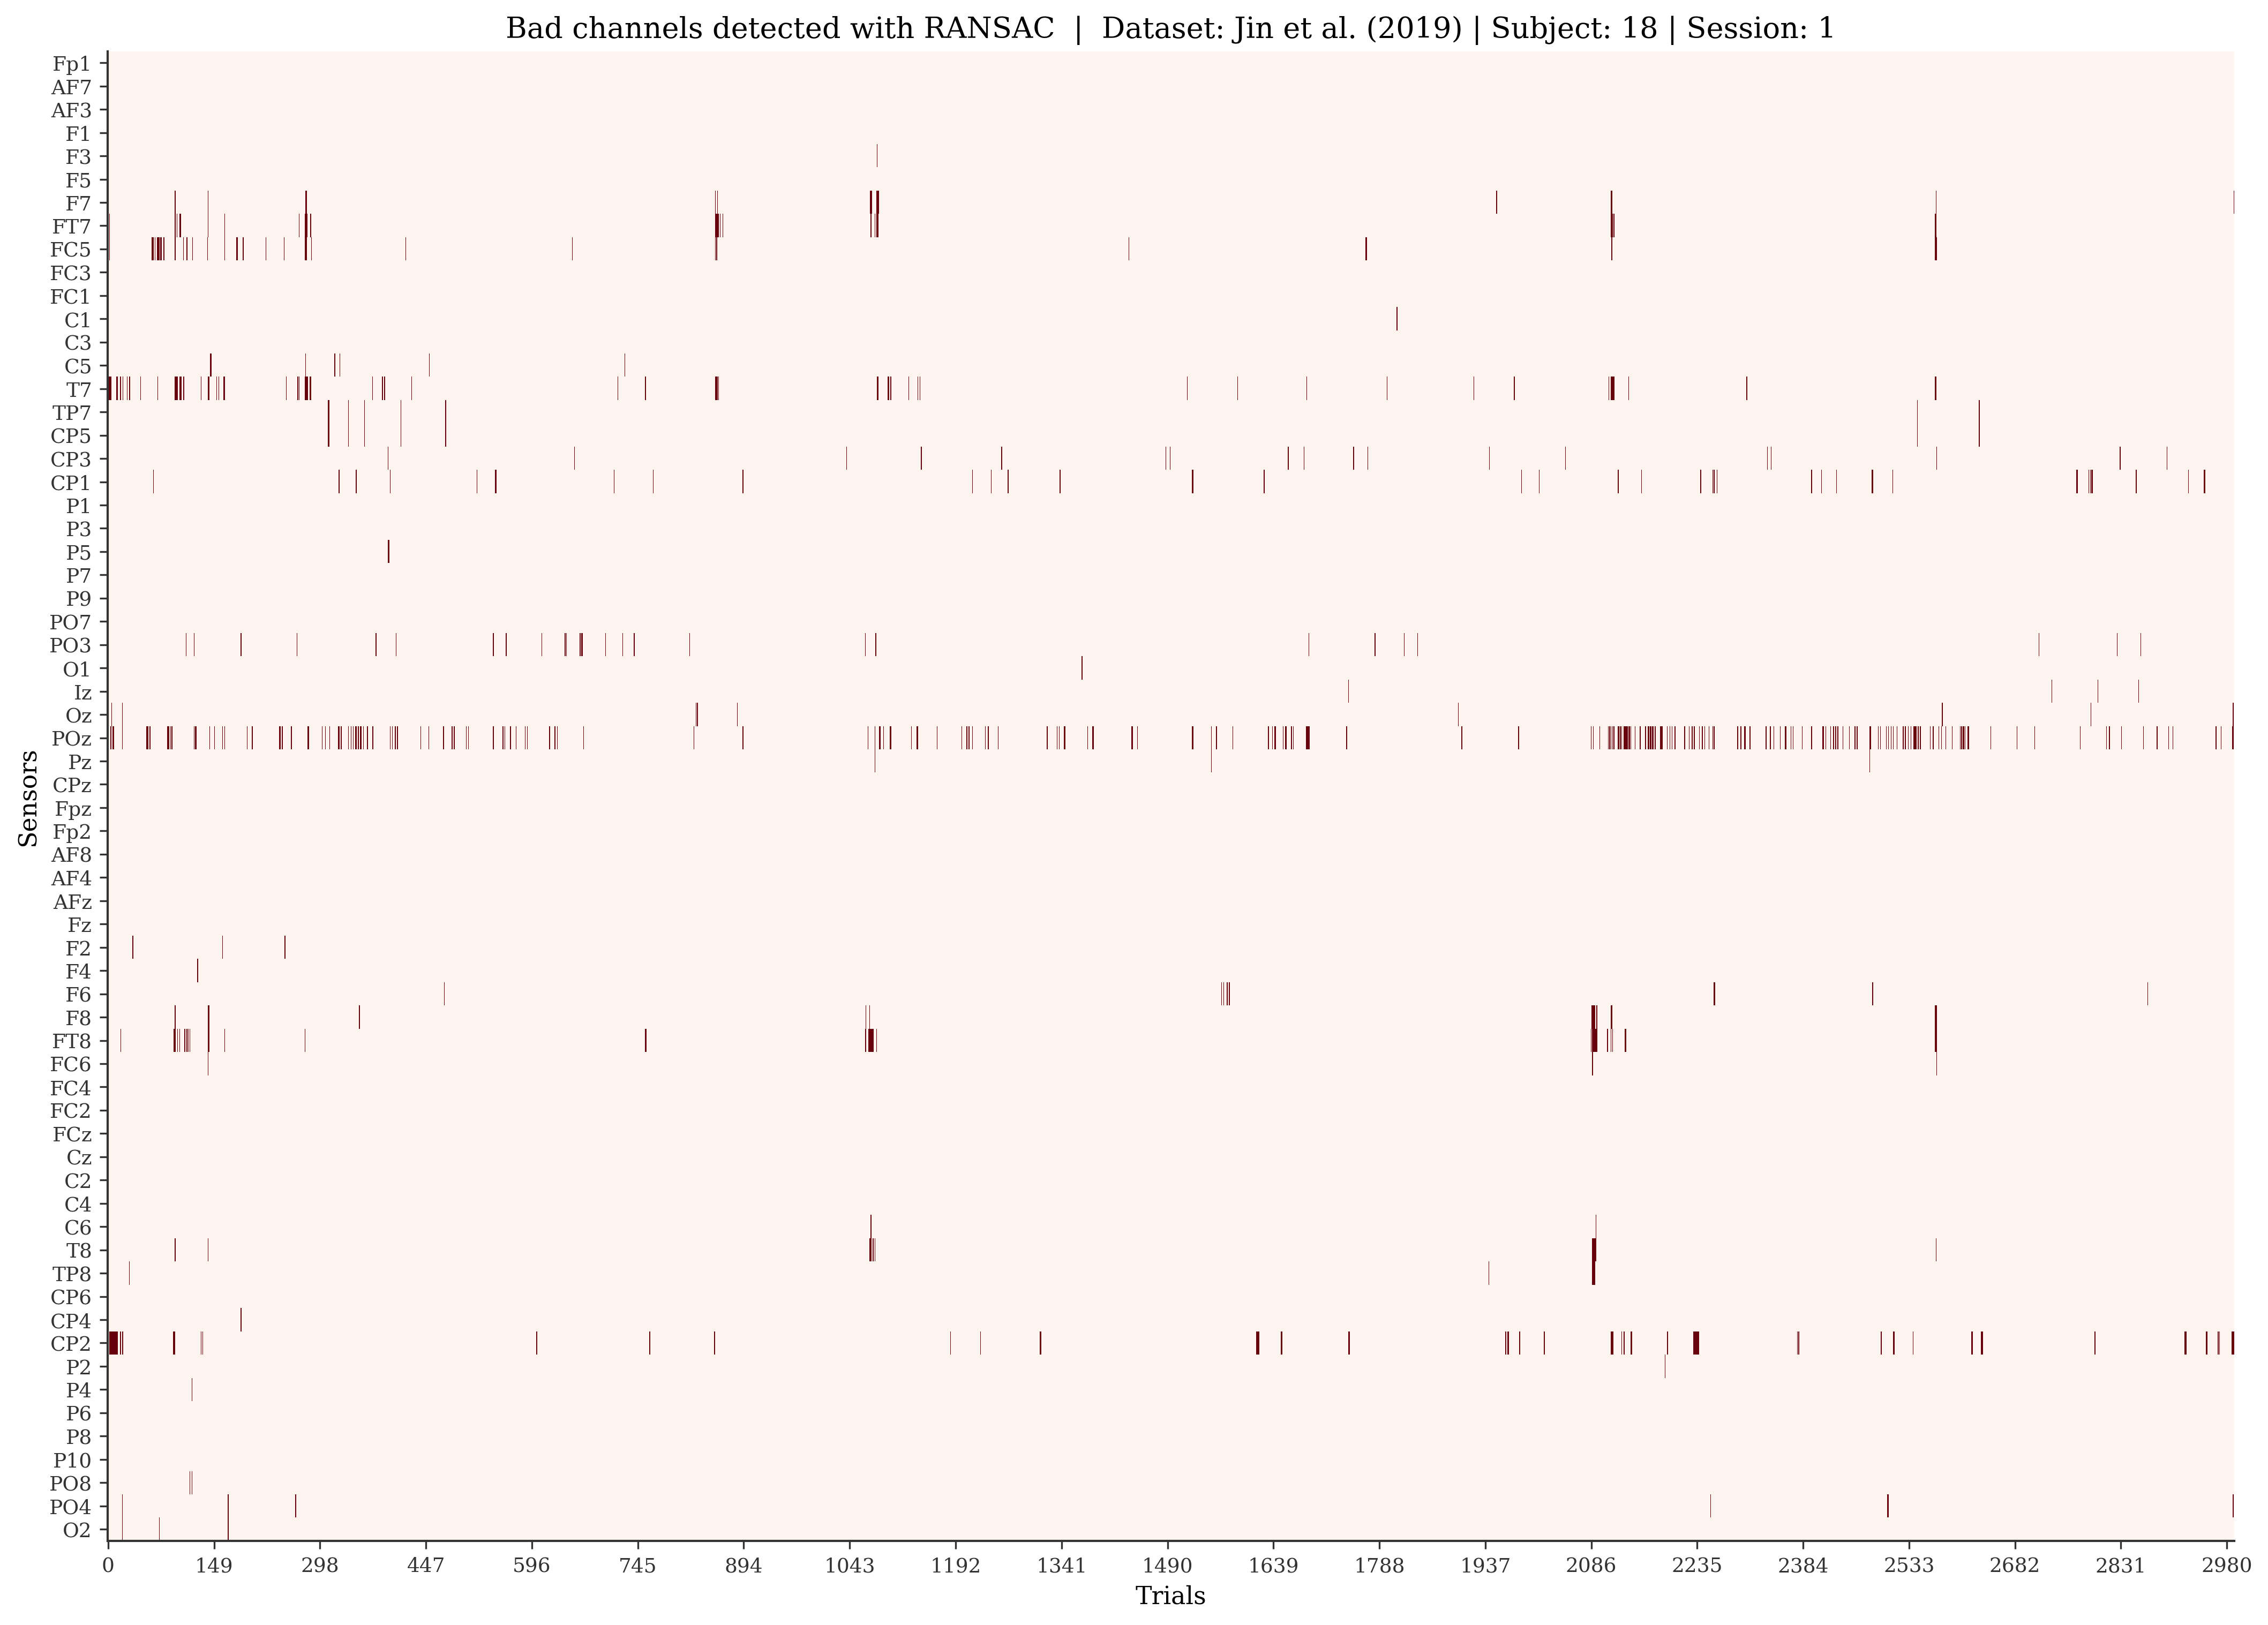 Bad channels detected with RANSAC | Dataset: Jin et al. (2019) | Subject: 18 | Session: 1
Fp1
AF7
AF3
F1
F3
F5
F7
FT7
FC5
FC3
FC1
C1
C3
C5
T7
TP7
CP5
CP3
CP1
P1
P3
P5
P7
P9
PO7
PO3
O1
Iz
Oz
POz
Pz
CPz
Fpz
Fp2
AF8
AF4
AFz
Fz
F2
F4
F6
F8
FT8
FC6
FC4
FC2
FCz
Cz
C2
C4
C6
T8
TP8
CP6
CP4
CP2
P2
P4
P6
P8
P10
PO8
PO4
O2
Sensors
0 149 298 447 596 745 894 1043 1192 1341 1490 1639 1788 1937 2086 2235 2384 2533 2682 2831 2980
Trials